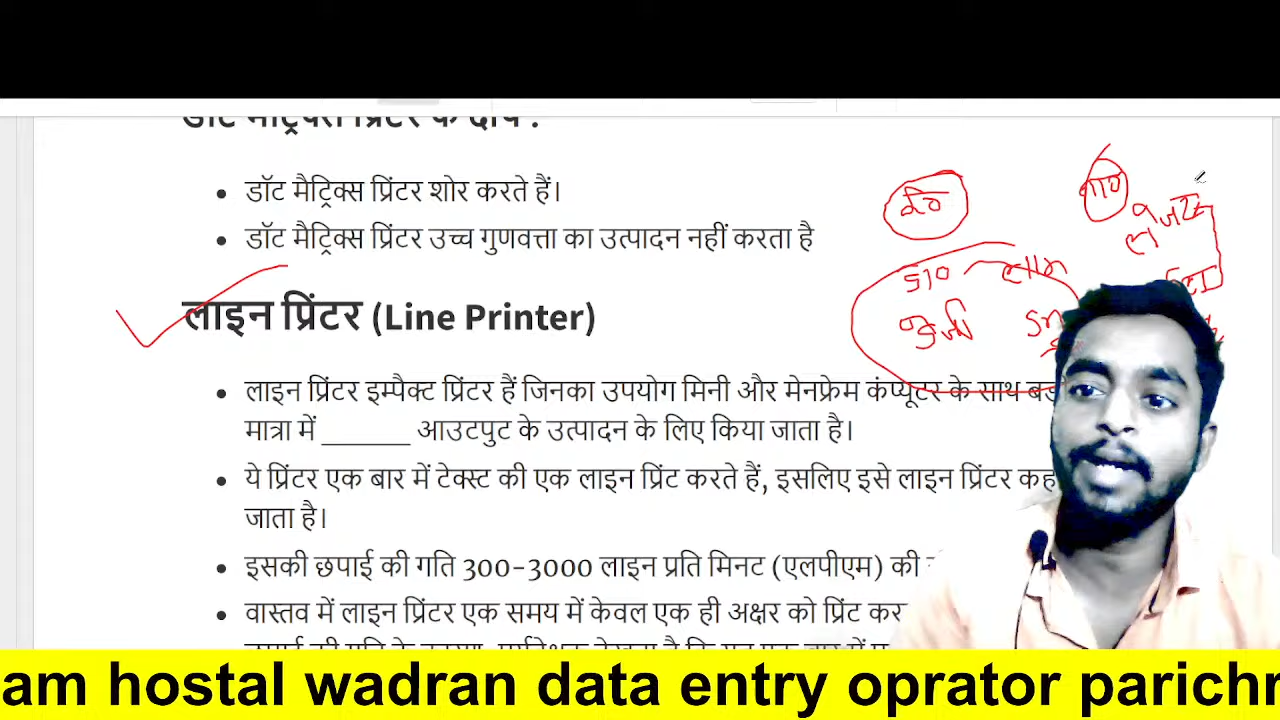 डॉट मैट्रिक्स प्रिंटर के दोष :
डॉट मैट्रिक्स प्रिंटर शोर करते हैं।
डॉट मैट्रिक्स प्रिंटर उच्च गुणवत्ता का उत्पादन नहीं करता है
लाइन प्रिंटर (Line Printer)
लाइन प्रिंटर इम्पैक्ट प्रिंटर हैं जिनका उपयोग मिनी और मेनफ्रेम कंप्यूटर के साथ
मात्रा में ______ आउटपुट के उत्पादन के लिए किया जाता है।
ये प्रिंटर एक बार में टेक्स्ट की एक लाइन प्रिंट करते हैं, इसलिए इसे लाइन प्रिंटर
जाता है।
इसकी छपाई की गति 300-3000 लाइन प्रति मिनट (एलपीएम) की
वास्तव में लाइन प्रिंटर एक समय में केवल एक ही अक्षर को प्रिंट
am hostal wadran data entry oprator parichr